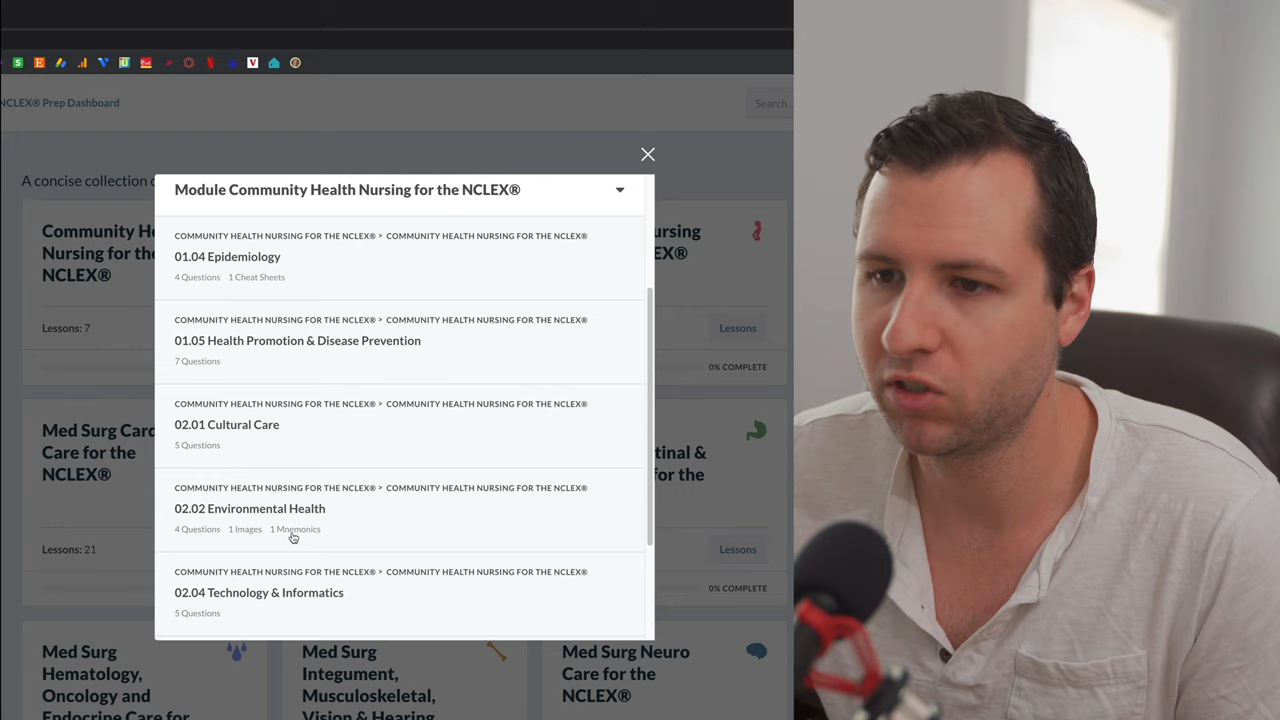 S
E
U
V
NCLEX® Prep Dashboard
Search ...
A concise collection
Module Community Health Nursing for the NCLEX®
COMMUNITY HEALTH NURSING FOR THE NCLEX® > COMMUNITY HEALTH NURSING FOR THE NCLEX®
01.04 Epidemiology
4 Questions 1 Cheat Sheets
COMMUNITY HEALTH NURSING FOR THE NCLEX® > COMMUNITY HEALTH NURSING FOR THE NCLEX®
01.05 Health Promotion & Disease Prevention
7 Questions
COMMUNITY HEALTH NURSING FOR THE NCLEX® > COMMUNITY HEALTH NURSING FOR THE NCLEX®
02.01 Cultural Care
5 Questions
COMMUNITY HEALTH NURSING FOR THE NCLEX® > COMMUNITY HEALTH NURSING FOR THE NCLEX®
02.02 Environmental Health
4 Questions 1 Images 1 Mnemonics
COMMUNITY HEALTH NURSING FOR THE NCLEX® > COMMUNITY HEALTH NURSING FOR THE NCLEX®
02.04 Technology & Informatics
5 Questions
Community He
Nursing for the
NCLEX®
Lessons: 7
ursing
EX®
Lessons
0% COMPLETE
Med Surg Card
Care for the
NCLEX®
Lessons: 21
tinal &
for the
Lessons
0% COMPLETE
Med Surg
Hematology,
Oncology and
Endocrine Care for
Med Surg
Integument,
Musculoskeletal,
Vision & Hearing
Med Surg Neuro
Care for the
NCLEX®